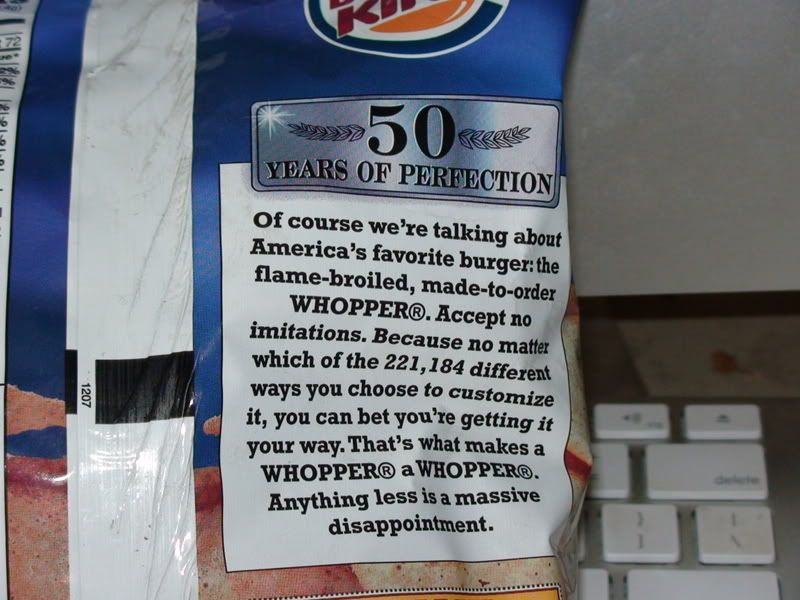 KING
50
YEARS OF PERFECTION
Of course we're talking about
America's favorite burger: the
flame-broiled, made-to-order
WHOPPER®. Accept no
imitations. Because no matter
which of the 221,184 different
ways you choose to customize
it, you can bet you're getting it
your way. That's what makes a
WHOPPER® a WHOPPER®.
Anything less is a massive
disappointment.
1207
delete